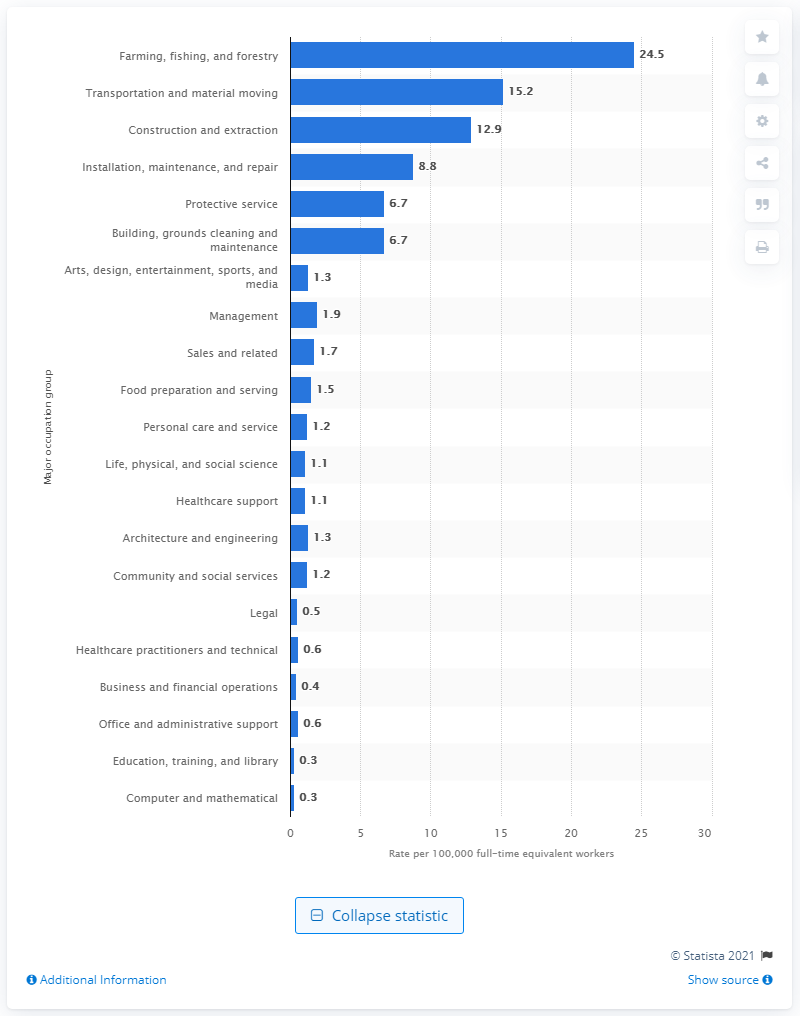 Farming, fishing, and forestry 24.5
Transportation and material moving 15.2
Construction and extraction 12.9
Installation, maintenance, and repair 8.8
Protective service 6.7
Building, grounds cleaning and
maintenance 6.7
Arts, design, entertainment, sports, and
media 1.3
Management 1.9
Sales and related 1.7
Food preparation and serving 1.5
Personal care and service 1.2
Life, physical, and social science 1.1
Healthcare support 1.1
Architecture and engineering 1.3
Community and social services 1.2
Legal 0.5
Healthcare practitioners and technical 0.6
Business and financial operations 0.4
Office and administrative support 0.6
Education, training, and library 0.3
Computer and mathematical 0.3
Major occupation group
0 5 10 15 20 25 30
Rate per 100,000 full-time equivalent workers
Collapse statistic
© Statista 2021
Additional Information
Show source